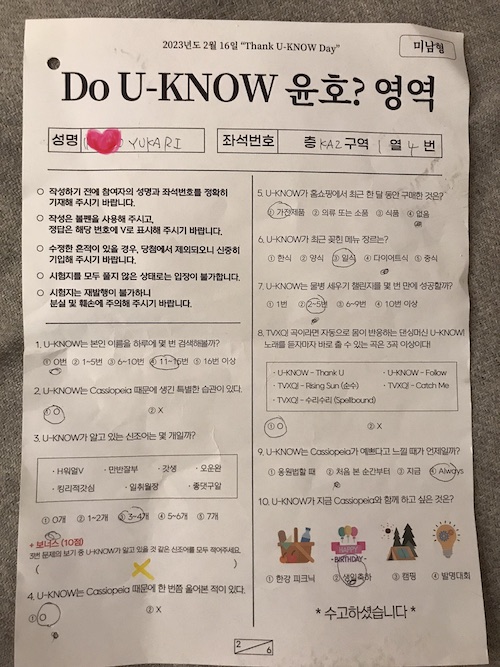 2023년도 2월 16일 "Thank U-KNOW Day"
미남형
Do U-KNOW 윤호? 영역
성명 YUKARI 좌석번호 층 KA2 구역 1 열 4 번
○ 작성하기 전에 참여자의 성명과 좌석번호를 정확히
기재해 주시기 바랍니다.
○ 작성은 볼펜을 사용해 주시고,
정답은 해당 번호에 V로 표시해 주시기 바랍니다.
○ 수정한 흔적이 있을 경우, 당첨에서 제외되오니 신중히
기입해 주시기 바랍니다.
○ 시험지를 모두 풀지 않은 상태로는 입장이 불가합니다.
○ 시험지는 재발행이 불가하니
분실 및 훼손에 주의해 주시기 바랍니다.
1. U-KNOW는 본인 이름을 하루에 몇 번 검색해볼까?
① 0번 ② 1~5번 ③ 6~10번 ④ 11~15번 ⑤ 16번 이상
2. U-KNOW는 Cassiopeia 때문에 생긴 특별한 습관이 있다.
① O ② X
3. U-KNOW가 알고 있는 신조어는 몇 개일까?
· H워얼V · 만반잘부 · 갓생 · 오운완
· 킹리적갓심 · 일취월장 · 좋댓구알
① 0개 ② 1~2개 ③ 3~4개 ④ 5~6개 ⑤ 7개
+ 보너스 (10점)
3번 문제의 보기 중 U-KNOW가 알고 있을 것 같은 신조어를 모두 적어주세요.
( )
4. U-KNOW는 Cassiopeia 때문에 한 번쯤 울어본 적이 있다.
① O ② X
5. U-KNOW가 홈쇼핑에서 최근 한 달 동안 구매한 것은?
① 가전제품 ② 의류 또는 소품 ③ 식품 ④ 없음
6. U-KNOW가 최근 꽂힌 메뉴 장르는?
① 한식 ② 양식 ③ 일식 ④ 다이어트식 ⑤ 중식
7. U-KNOW는 물병 세우기 챌린지를 몇 번 만에 성공할까?
① 1번 ② 2~5번 ③ 6~9번 ④ 10번 이상
8. TVXQ! 곡이라면 자동으로 몸이 반응하는 댄싱머신 U-KNOW!
노래를 듣자마자 바로 출 수 있는 곡은 3곡 이상이다!
· U-KNOW - Thank U · U-KNOW - Follow
· TVXQ! - Rising Sun (순수) · TVXQ! - Catch Me
· TVXQ! - 수리수리 (Spellbound)
① O ② X
9. U-KNOW는 Cassiopeia가 예쁘다고 느낄 때가 언제일까?
① 응원법할 때 ② 처음 본 순간부터 ③ 지금 ④ Always
10. U-KNOW가 지금 Cassiopeia와 함께 하고 싶은 것은?
HAPPY
BIRTHDAY
① 한강 피크닉 ② 생일축하 ③ 캠핑 ④ 발명대회
* 수고하셨습니다 *
2 6